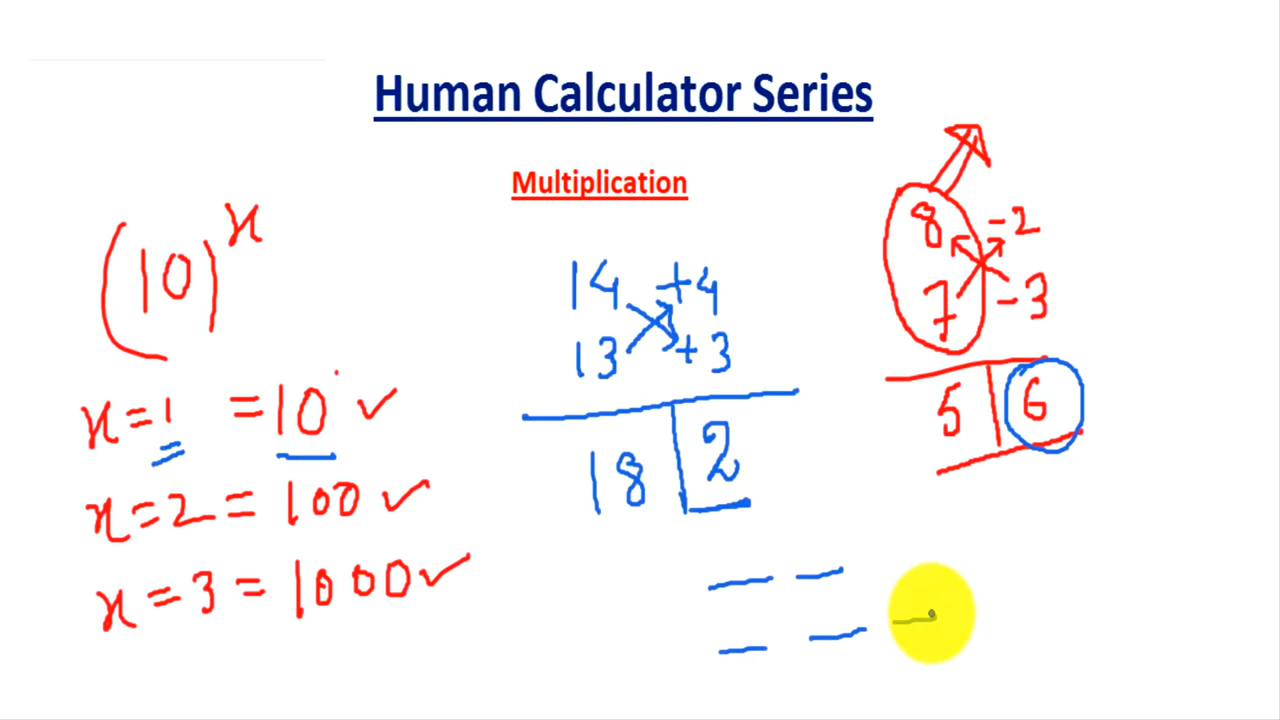 Human Calculator Series
Multiplication
(10)^x
x=1 =10 ✓
x=2=100 ✓
x=3=1000 ✓
14 +4
13 +3
18 | 2
8 -2
7 -3
5 | 6